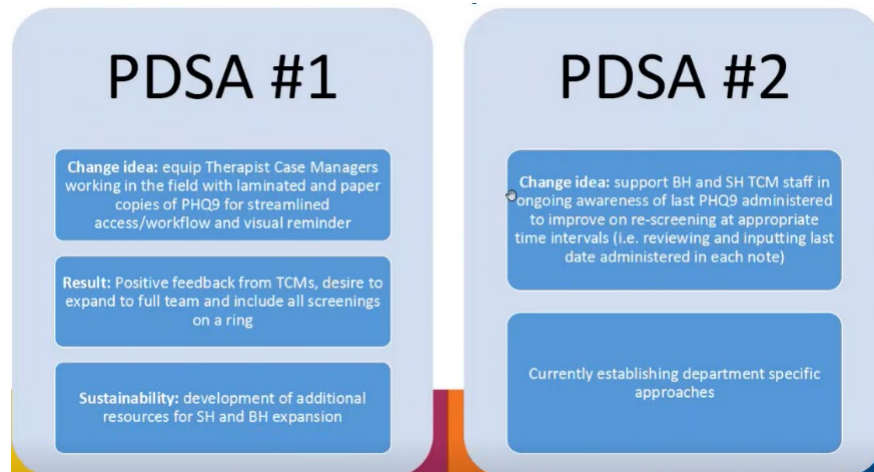 PDSA #1
Change idea: equip Therapist Case Managers
working in the field with laminated and paper
copies of PHQ9 for streamlined
access/workflow and visual reminder
Result: Positive feedback from TCMs, desire to
expand to full team and include all screenings
on a ring
Sustainability: development of additional
resources for SH and BH expansion
PDSA #2
Change idea: support BH and SH TCM staff in
ongoing awareness of last PHQ9 administered
to improve on re-screening at appropriate
time intervals (i.e. reviewing and inputting last
date administered in each note)
Currently establishing department specific
approaches